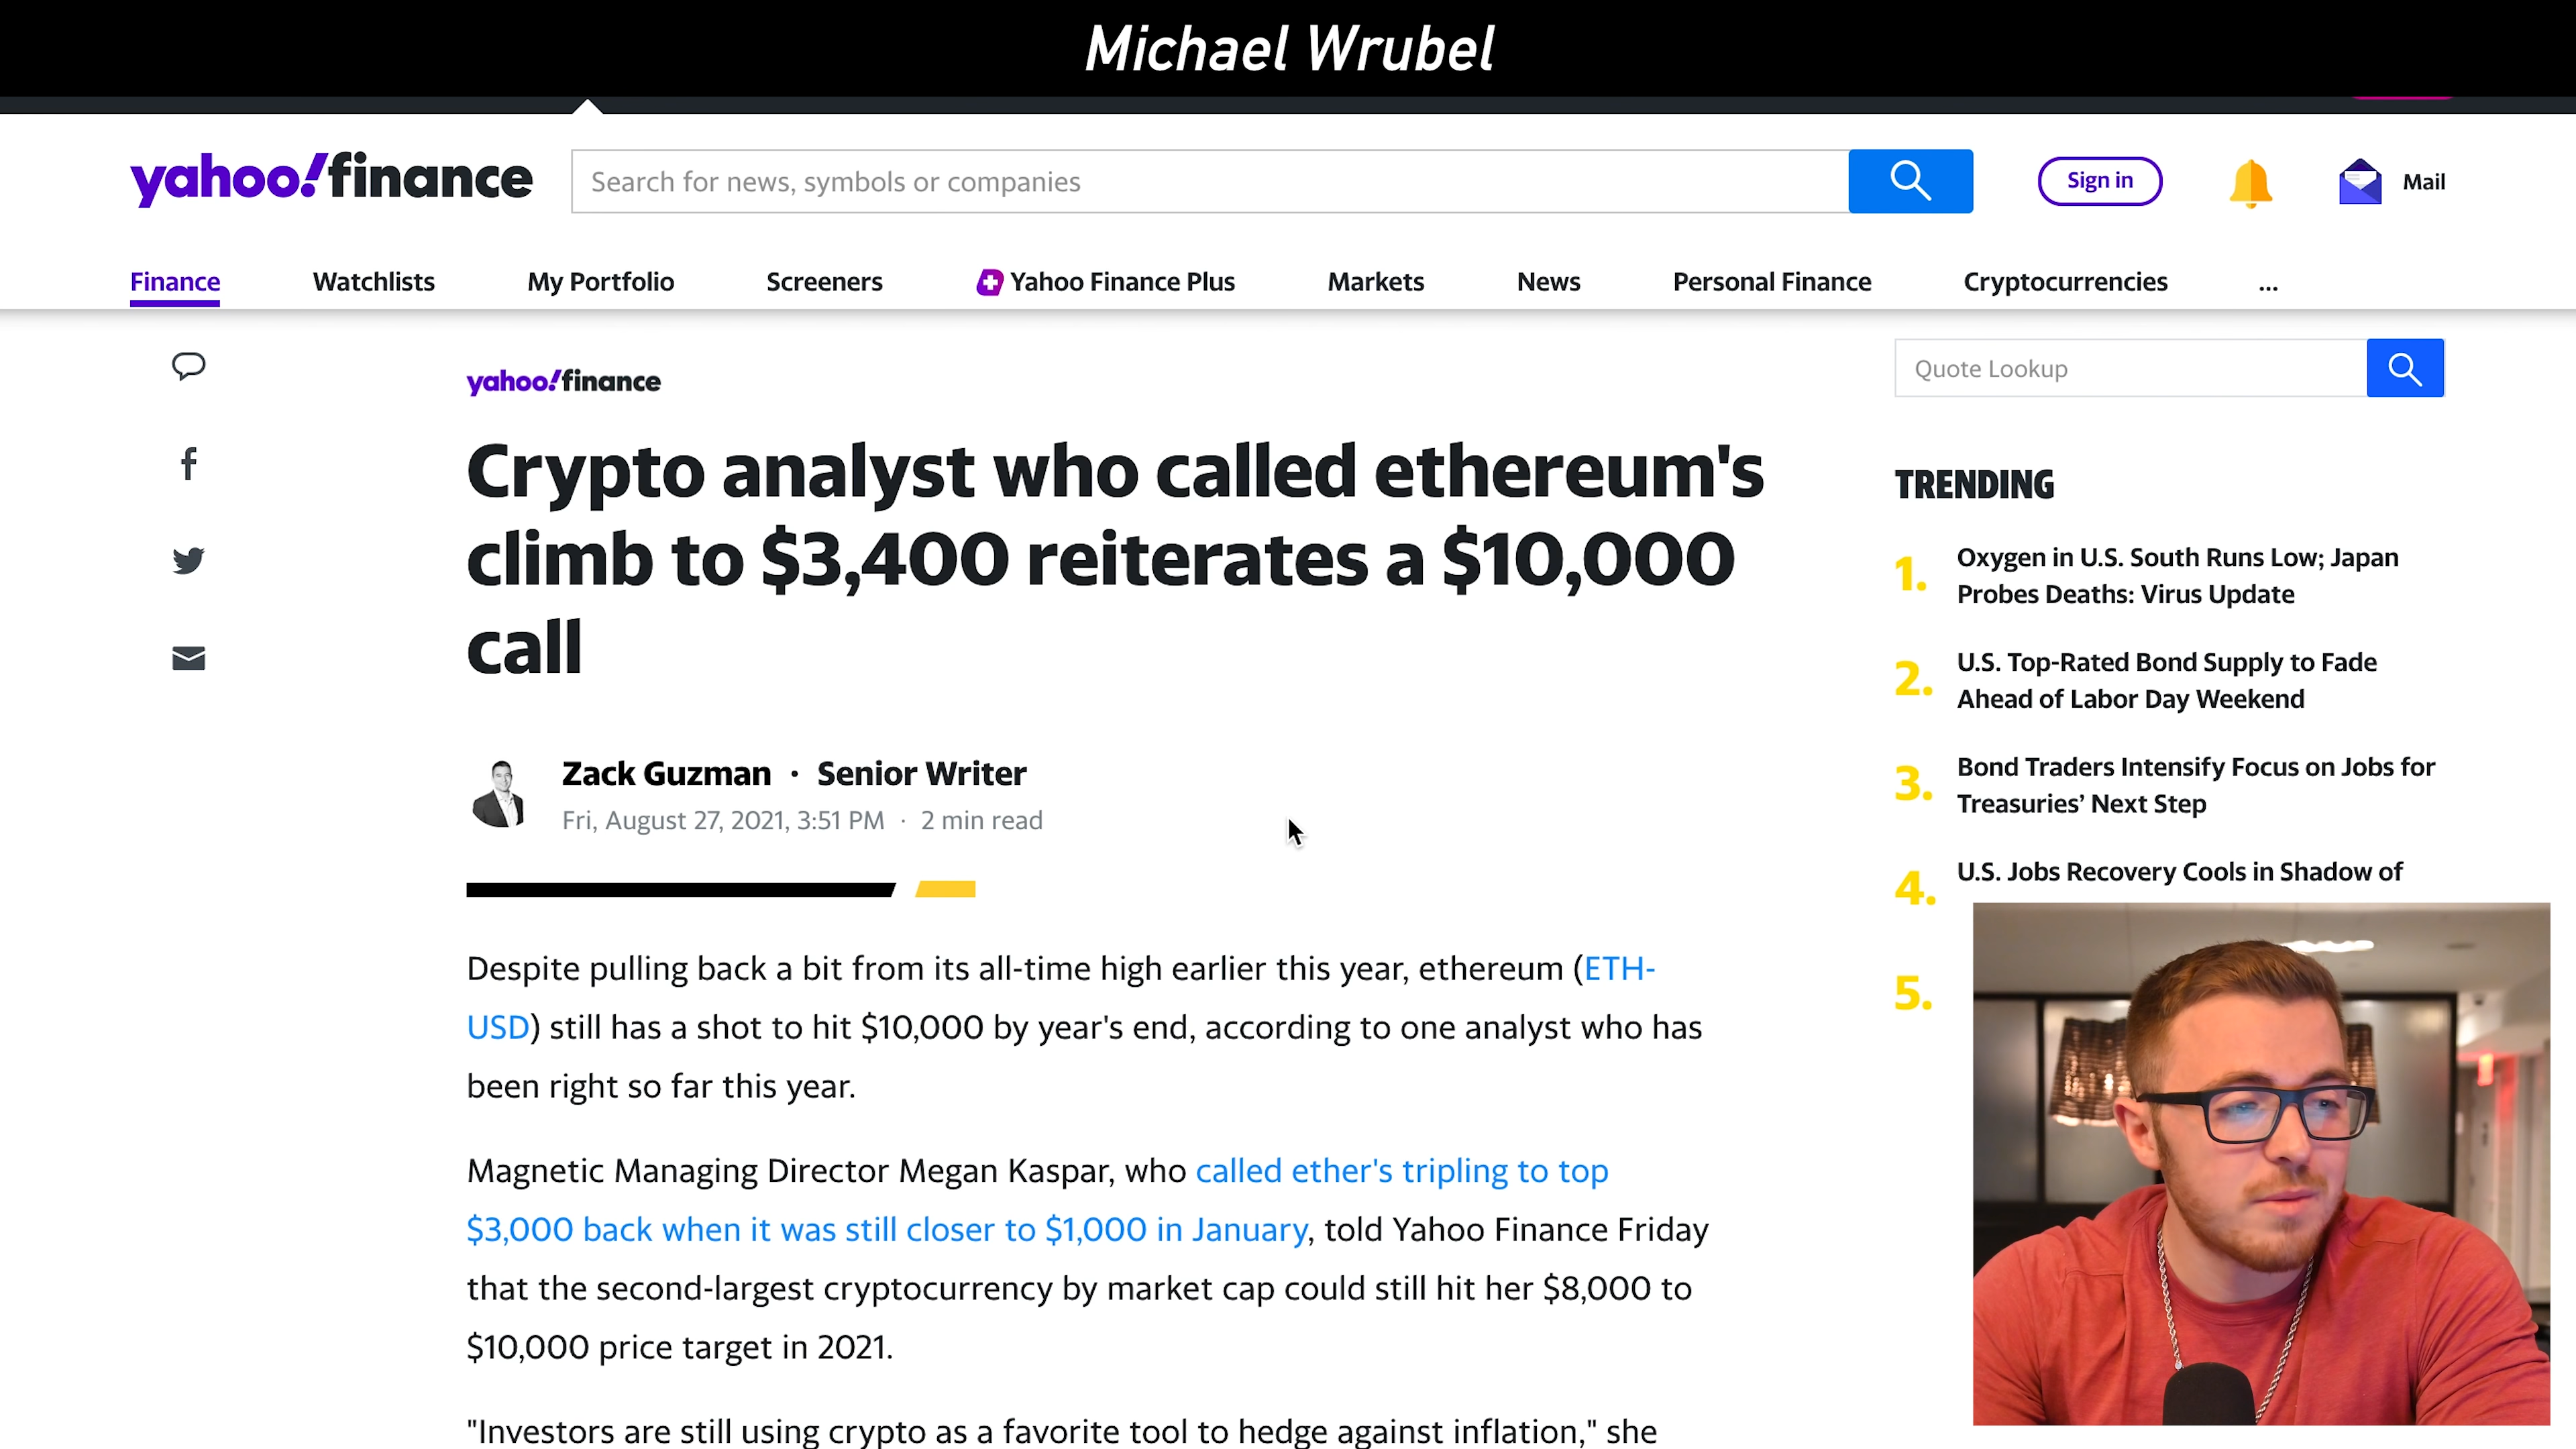 Michael Wrubel
yahoo!finance
Search for news, symbols or companies
Sign in
Mail
Finance
Watchlists
My Portfolio
Screeners
Yahoo Finance Plus
Markets
News
Personal Finance
Cryptocurrencies
...
yahoo!finance
Crypto analyst who called ethereum's
climb to $3,400 reiterates a $10,000
call
Zack Guzman · Senior Writer
Fri, August 27, 2021, 3:51 PM · 2 min read
Despite pulling back a bit from its all-time high earlier this year, ethereum (ETH-
USD) still has a shot to hit $10,000 by year's end, according to one analyst who has
been right so far this year.
Magnetic Managing Director Megan Kaspar, who called ether's tripling to top
$3,000 back when it was still closer to $1,000 in January, told Yahoo Finance Friday
that the second-largest cryptocurrency by market cap could still hit her $8,000 to
$10,000 price target in 2021.
"Investors are still using crypto as a favorite tool to hedge against inflation," she
Quote Lookup
TRENDING
1. Oxygen in U.S. South Runs Low; Japan
Probes Deaths: Virus Update
2. U.S. Top-Rated Bond Supply to Fade
Ahead of Labor Day Weekend
3. Bond Traders Intensify Focus on Jobs for
Treasuries’ Next Step
4. U.S. Jobs Recovery Cools in Shadow of
5.